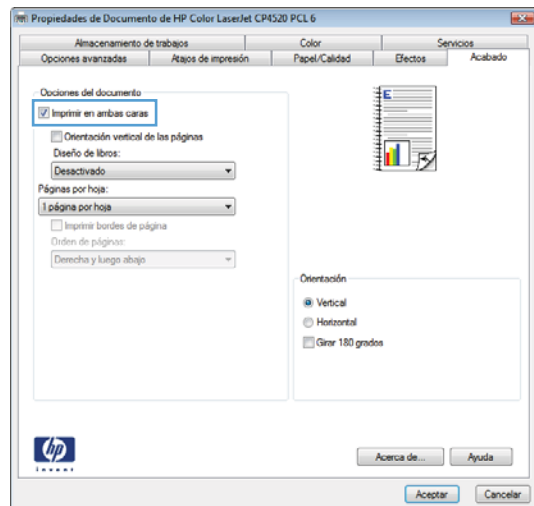 Propiedades de Documento de HP Color LaserJet CP4520 PCL 6
Almacenamiento de trabajos Color Servicios
Opciones avanzadas Atajos de impresión Papel/Calidad Efectos Acabado
Opciones del documento
Imprimir en ambas caras
Orientación vertical de las páginas
Diseño de libros:
Desactivado
Páginas por hoja:
1 página por hoja
Imprimir bordes de página
Orden de páginas:
Derecha y luego abajo
E
Orientación
Vertical
Horizontal
Girar 180 grados
hp
invent
Acerca de... Ayuda
Aceptar Cancelar